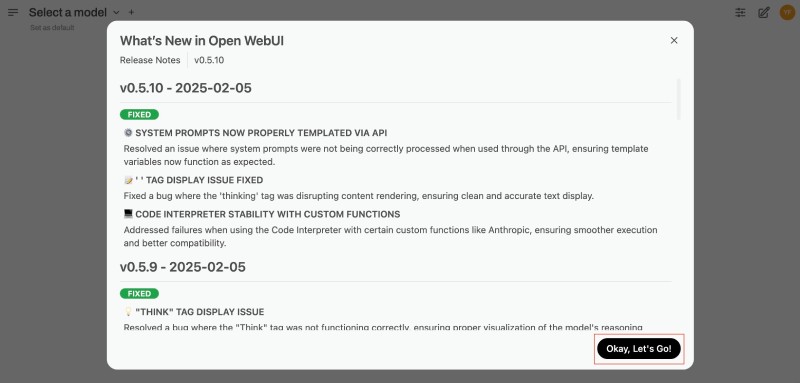 Select a model
Set as default
What's New in Open WebUI
Release Notes
v0.5.10
v0.5.10 - 2025-02-05
FIXED
SYSTEM PROMPTS NOW PROPERLY TEMPLATED VIA API
Resolved an issue where system prompts were not being correctly processed when used through the API, ensuring template
variables now function as expected.
' ' TAG DISPLAY ISSUE FIXED
Fixed a bug where the 'thinking' tag was disrupting content rendering, ensuring clean and accurate text display.
CODE INTERPRETER STABILITY WITH CUSTOM FUNCTIONS
Addressed failures when using the Code Interpreter with certain custom functions like Anthropic, ensuring smoother execution
and better compatibility.
v0.5.9 - 2025-02-05
FIXED
"THINK" TAG DISPLAY ISSUE
Resolved a bug where the "Think" tag was not functioning correctly, ensuring proper visualization of the model's reasoning
Okay, Let's Go!